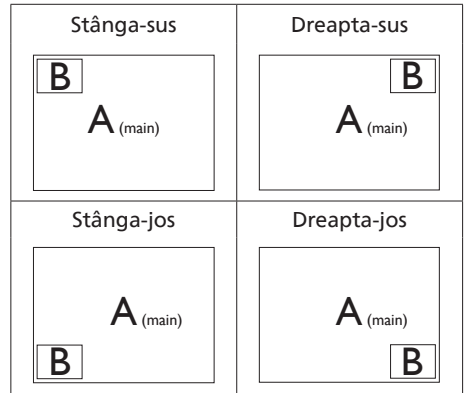 Stânga-sus
B
A (main)
Dreapta-sus
B
A (main)
Stânga-jos
A (main)
B
Dreapta-jos
A (main)
B